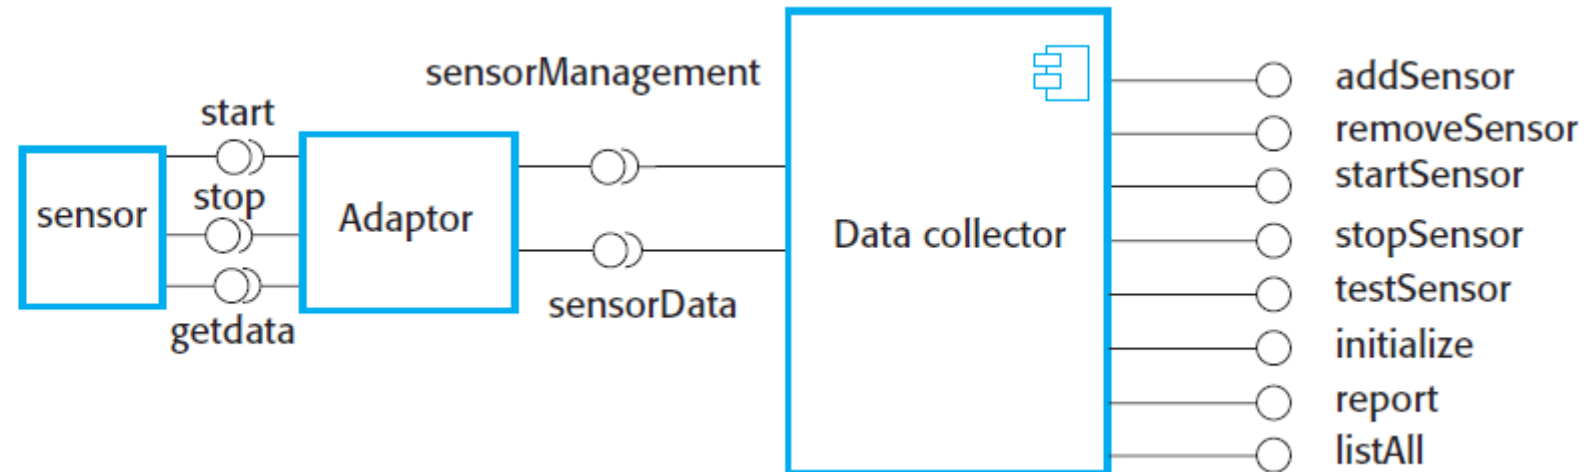 sensorManagement
start
stop
getdata
sensor
Adaptor
sensorData
Data collector
addSensor
removeSensor
startSensor
stopSensor
testSensor
initialize
report
listAll